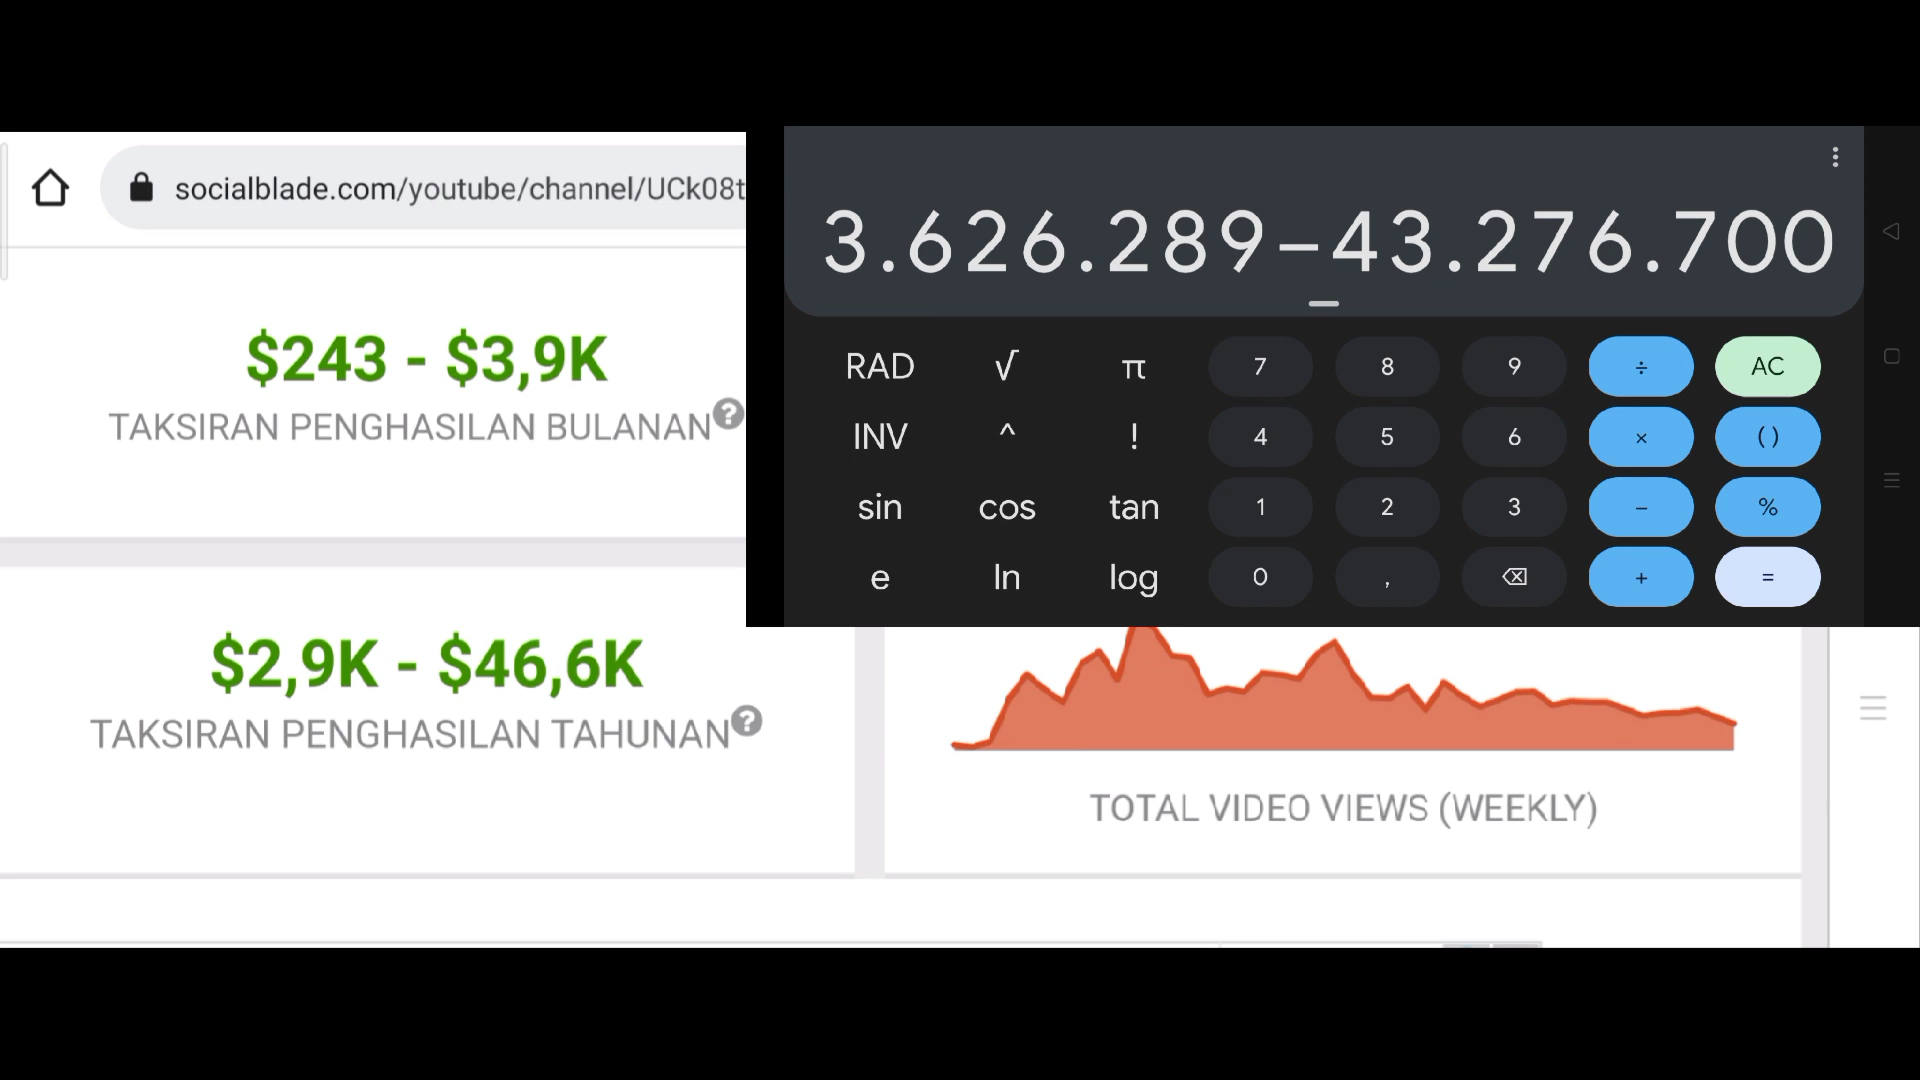 socialblade.com/youtube/channel/UCk08t
$243 - $3,9K
TAKSIRAN PENGHASILAN BULANAN?
$2,9K - $46,6K
TAKSIRAN PENGHASILAN TAHUNAN?
3.626.289–43.276.700
RAD √ π 7 8 9 ÷ AC
INV ^ ! 4 5 6 × ( )
sin cos tan 1 2 3 – %
e ln log 0 , + =
TOTAL VIDEO VIEWS (WEEKLY)